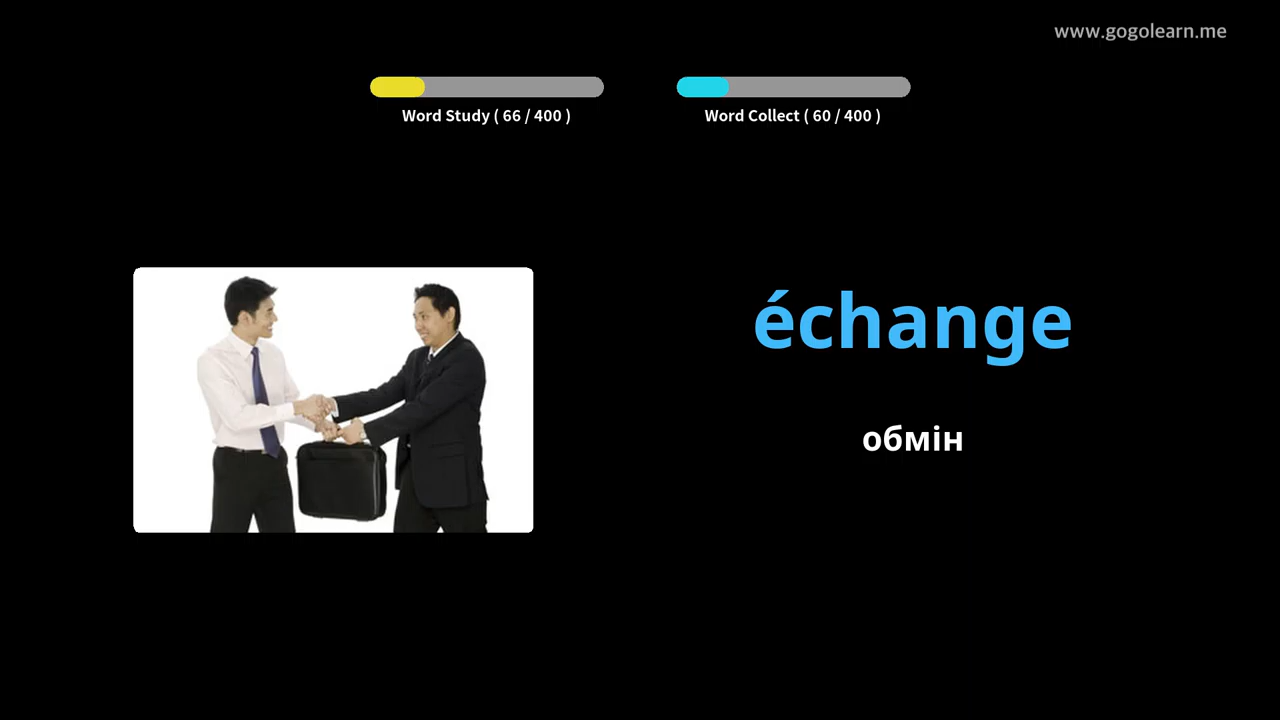 www.gogolearn.me
Word Study ( 66 / 400 )
Word Collect ( 60 / 400 )
échange
обмін